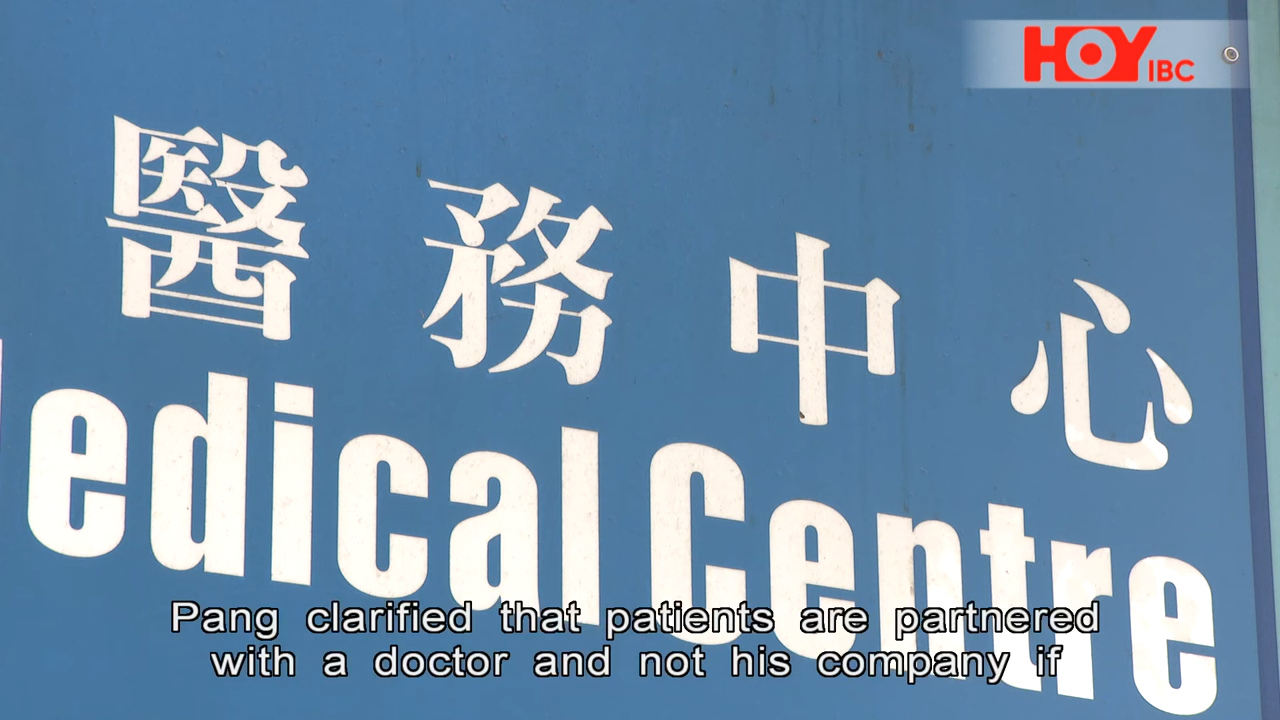 HOY IBC
醫務中心
edical Centre
Pang clarified that patients are partnered
with a doctor and not his company if